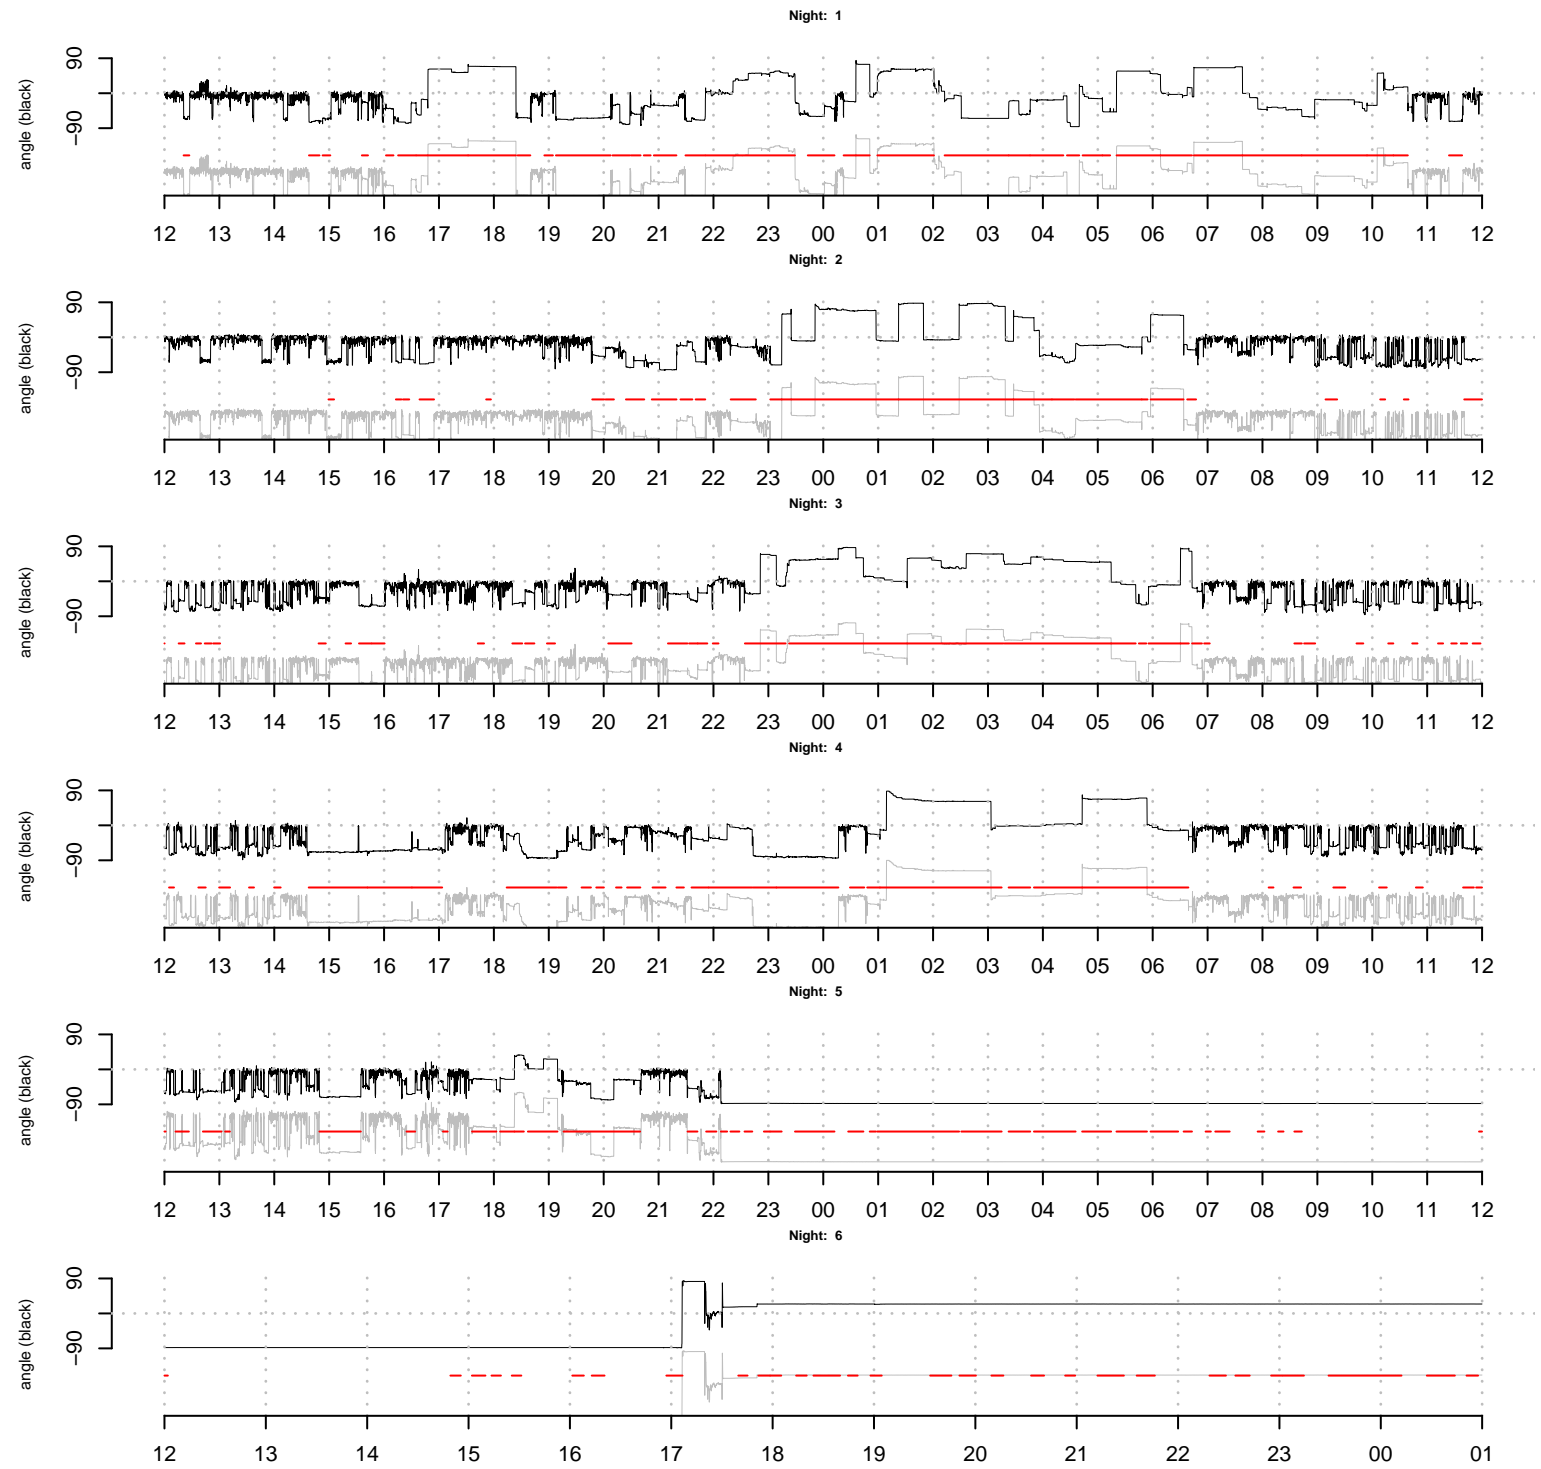 Night: 1
90
-90
angle (black)
12 13 14 15 16 17 18 19 20 21 22 23 00 01 02 03 04 05 06 07 08 09 10 11 12
Night: 2
90
-90
angle (black)
12 13 14 15 16 17 18 19 20 21 22 23 00 01 02 03 04 05 06 07 08 09 10 11 12
Night: 3
90
-90
angle (black)
12 13 14 15 16 17 18 19 20 21 22 23 00 01 02 03 04 05 06 07 08 09 10 11 12
Night: 4
90
-90
angle (black)
12 13 14 15 16 17 18 19 20 21 22 23 00 01 02 03 04 05 06 07 08 09 10 11 12
Night: 5
90
-90
angle (black)
12 13 14 15 16 17 18 19 20 21 22 23 00 01 02 03 04 05 06 07 08 09 10 11 12
Night: 6
90
-90
angle (black)
12 13 14 15 16 17 18 19 20 21 22 23 00 01